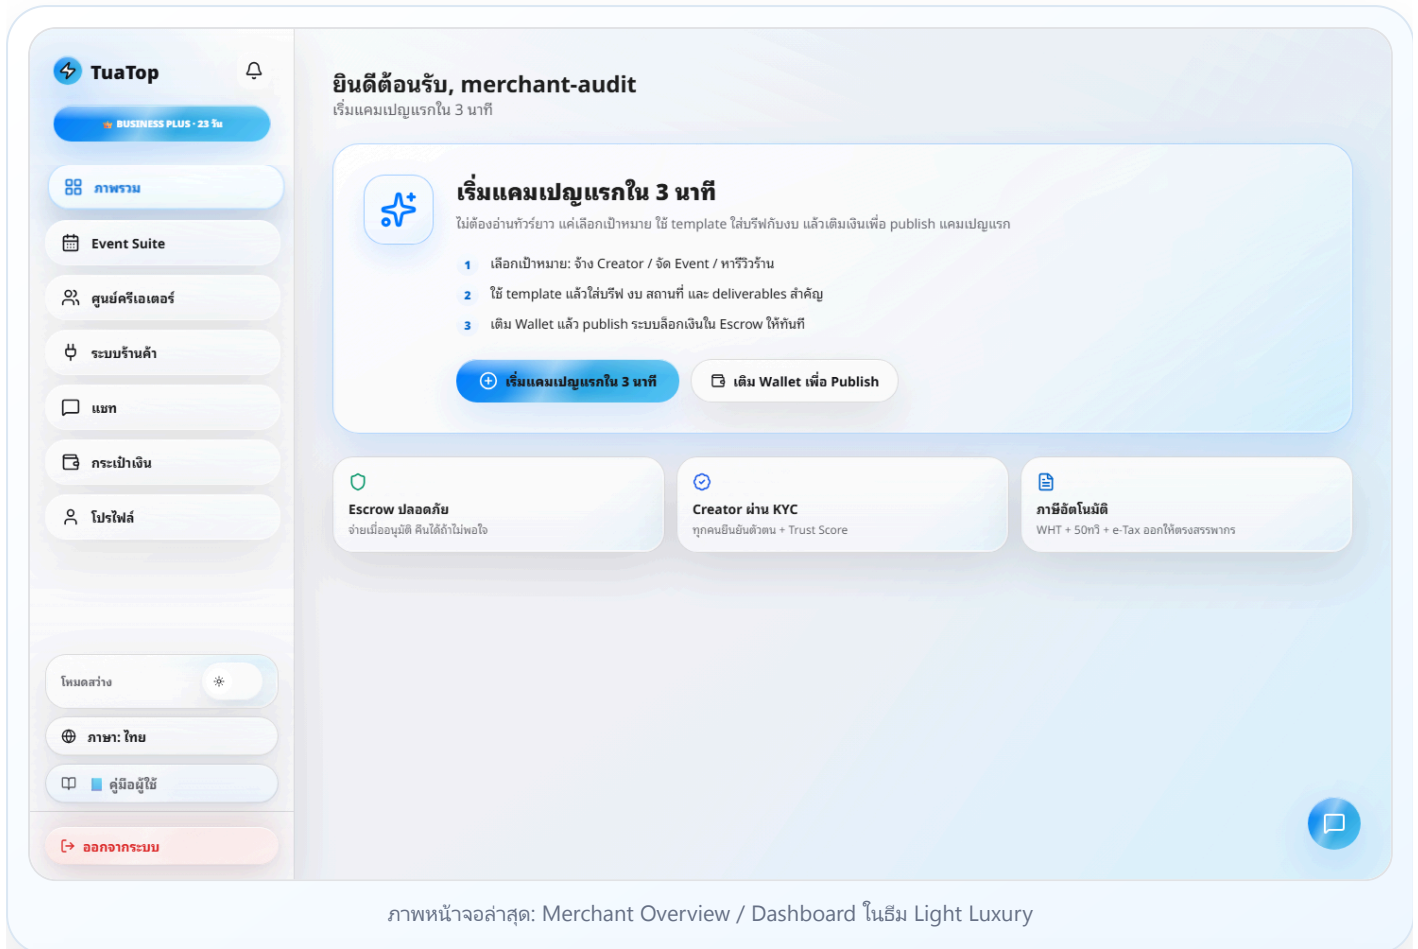 TuaTop
BUSINESS PLUS · 23 วัน
ภาพรวม
Event Suite
ศูนย์ครีเอเตอร์
ระบบร้านค้า
แชท
กระเป๋าเงิน
โปรไฟล์
โหมดสว่าง
ภาษา: ไทย
คู่มือผู้ใช้
ออกจากระบบ
ยินดีต้อนรับ, merchant-audit
เริ่มแคมเปญแรกใน 3 นาที
เริ่มแคมเปญแรกใน 3 นาที
ไม่ต้องอ่านทัวร์ยาว แค่เลือกเป้าหมาย ใช้ template ใส่บรีฟกับงบ แล้วเติมเงินเพื่อ publish แคมเปญแรก
1 เลือกเป้าหมาย: จ้าง Creator / จัด Event / หารีวิวร้าน
2 ใช้ template แล้วใส่บรีฟ งบ สถานที่ และ deliverables สำคัญ
3 เติม Wallet แล้ว publish ระบบล็อกเงินใน Escrow ให้ทันที
เริ่มแคมเปญแรกใน 3 นาที
เติม Wallet เพื่อ Publish
Escrow ปลอดภัย
จ่ายเมื่ออนุมัติ คืนได้ถ้าไม่พอใจ
Creator ผ่าน KYC
ทุกคนยืนยันตัวตน + Trust Score
ภาษีอัตโนมัติ
WHT + 50ทวิ + e-Tax ออกให้ตรงสรรพากร
ภาพหน้าจอล่าสุด: Merchant Overview / Dashboard ในธีม Light Luxury